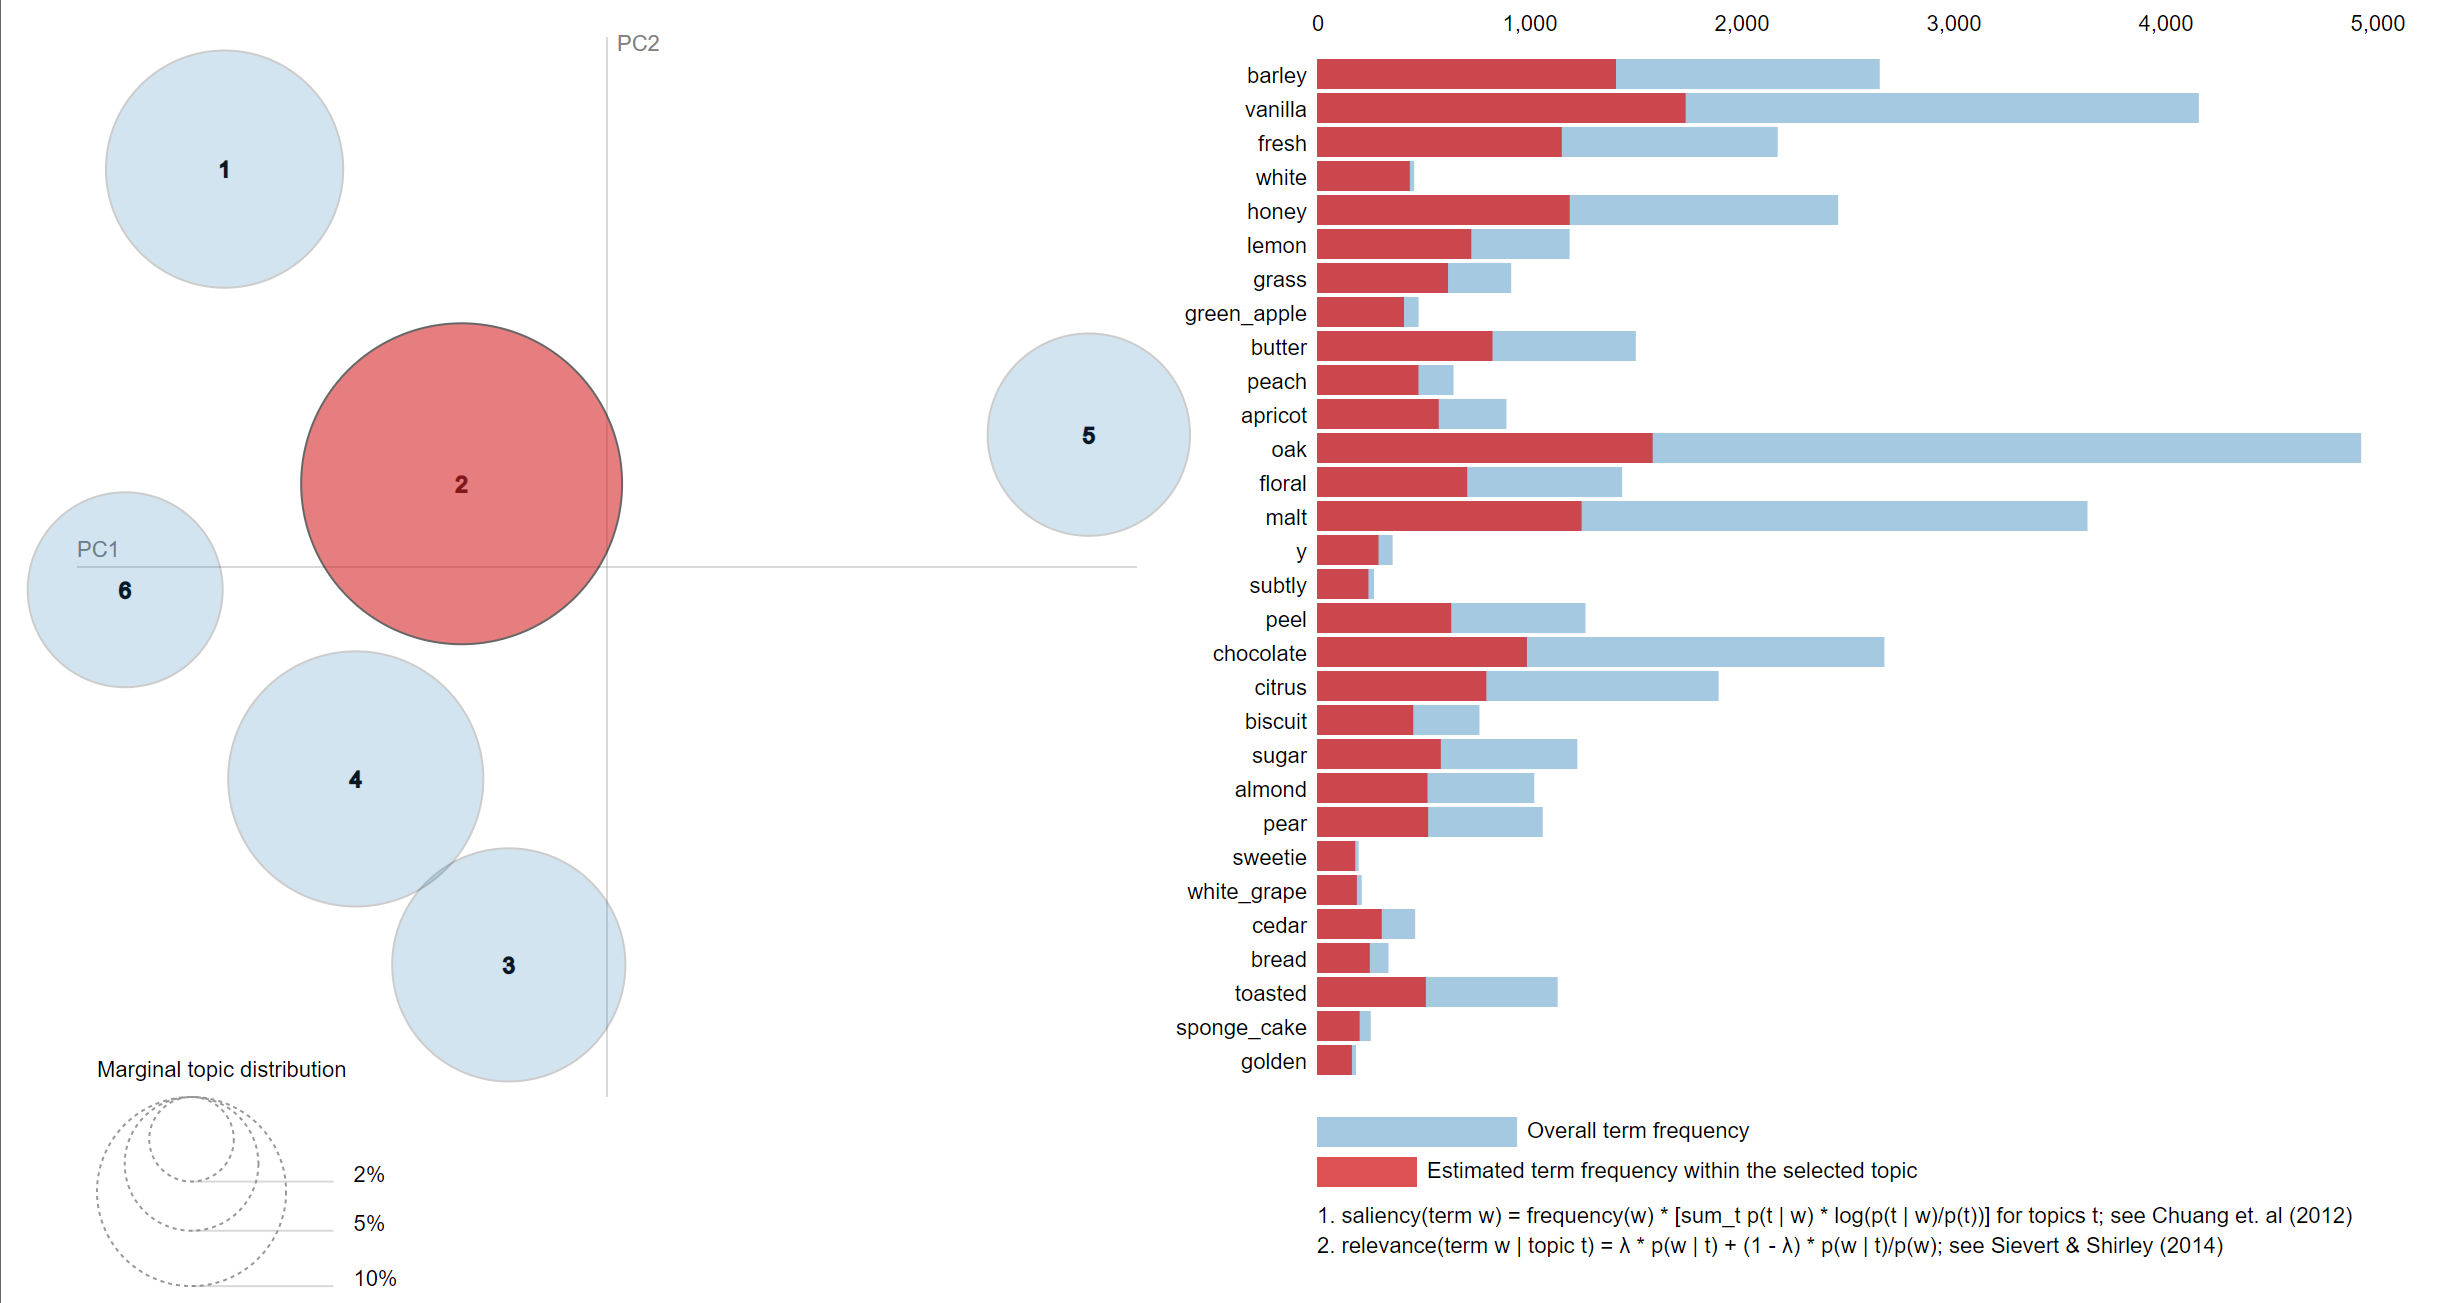 PC2
1
2
5
PC1
6
4
3
Marginal topic distribution
2%
5%
10%
0 1,000 2,000 3,000 4,000 5,000
barley
vanilla
fresh
white
honey
lemon
grass
green_apple
butter
peach
apricot
oak
floral
malt
y
subtly
peel
chocolate
citrus
biscuit
sugar
almond
pear
sweetie
white_grape
cedar
bread
toasted
sponge_cake
golden
Overall term frequency
Estimated term frequency within the selected topic
1. saliency(term w) = frequency(w) * [sum_t p(t | w) * log(p(t | w)/p(t))] for topics t; see Chuang et. al (2012)
2. relevance(term w | topic t) = λ * p(w | t) + (1 - λ) * p(w | t)/p(w); see Sievert & Shirley (2014)